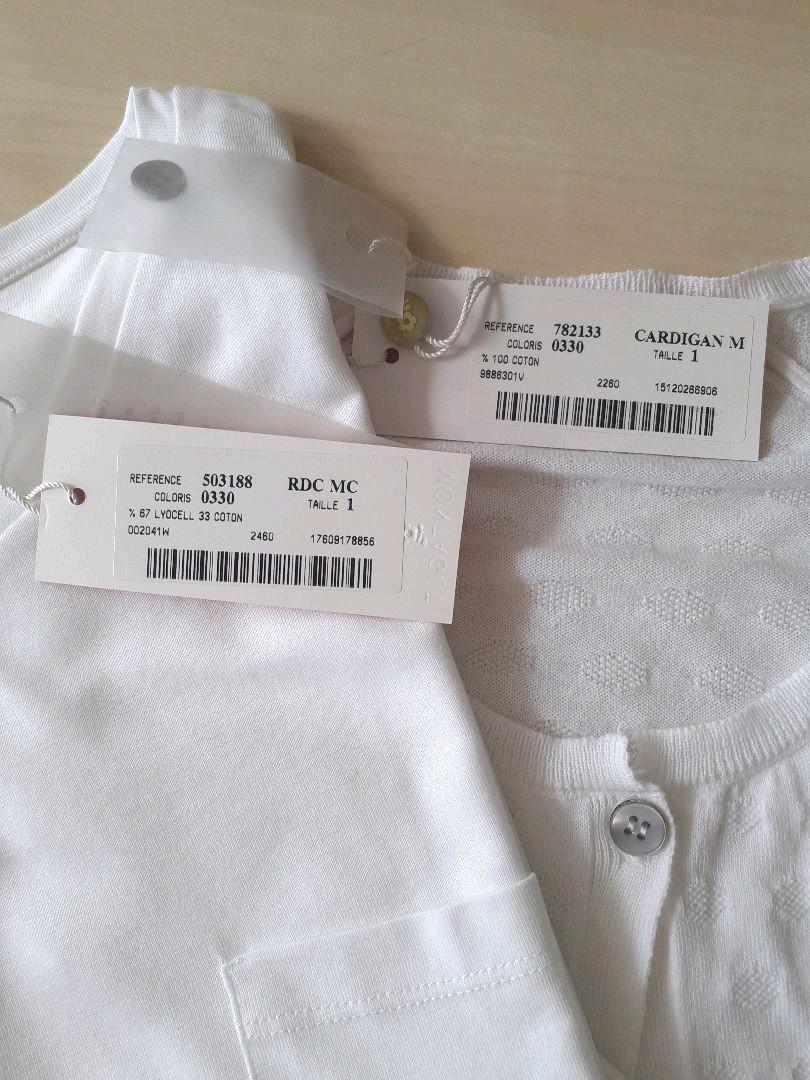 REFERENCE 782133 CARDIGAN M
COLORIS 0330 TAILLE 1
% 100 COTON
9886301V 2260 15120266906
REFERENCE 503188 RDC MC
COLORIS 0330 TAILLE 1
% 67 LYOCELL 33 COTON
002041W 2460 17609178856